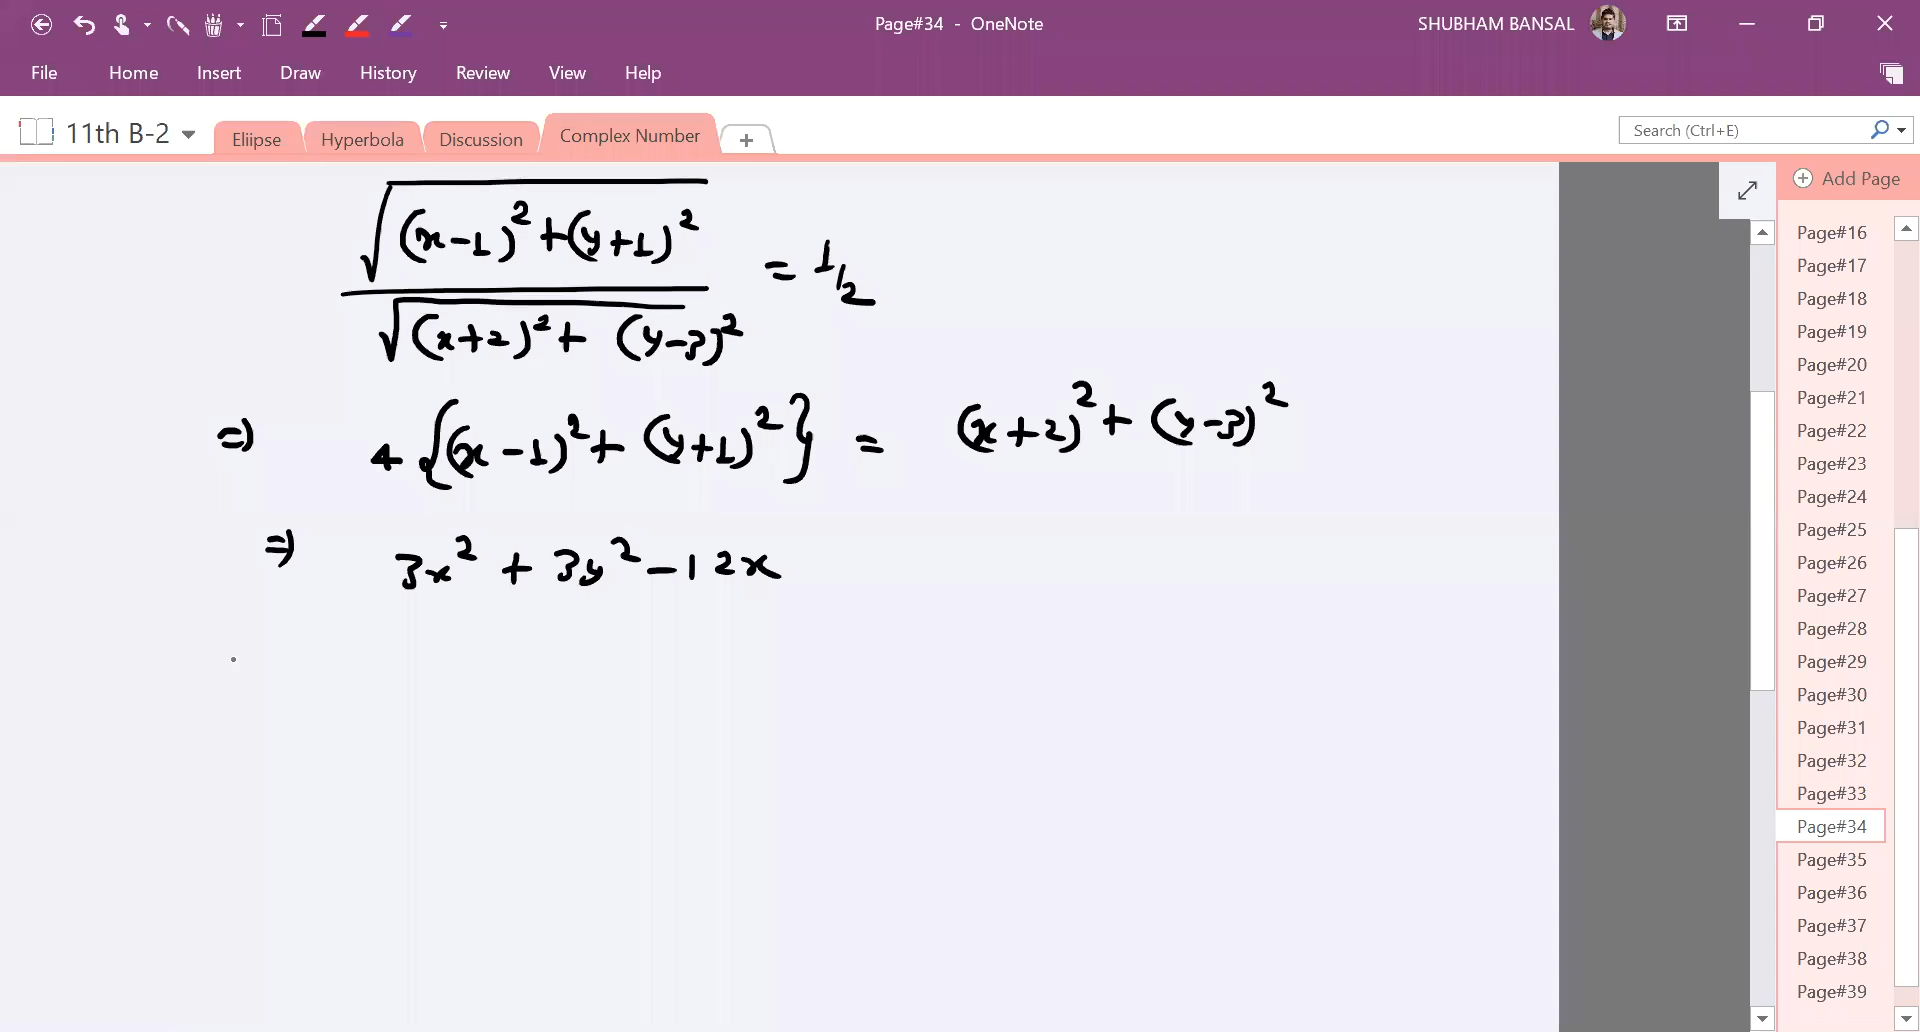 Page#34 - OneNote
SHUBHAM BANSAL
File Home Insert Draw History Review View Help
11th B-2
Eliipse
Hyperbola
Discussion
Complex Number
+
Search (Ctrl+E)
Add Page
√((x-1)²+(y+1)²) / √((x+2)²+(y-3)²) = 1/2
⇒ 4{(x-1)²+(y+1)²} = (x+2)²+(y-3)²
⇒ 3x²+3y²-12x
Page#16
Page#17
Page#18
Page#19
Page#20
Page#21
Page#22
Page#23
Page#24
Page#25
Page#26
Page#27
Page#28
Page#29
Page#30
Page#31
Page#32
Page#33
Page#34
Page#35
Page#36
Page#37
Page#38
Page#39